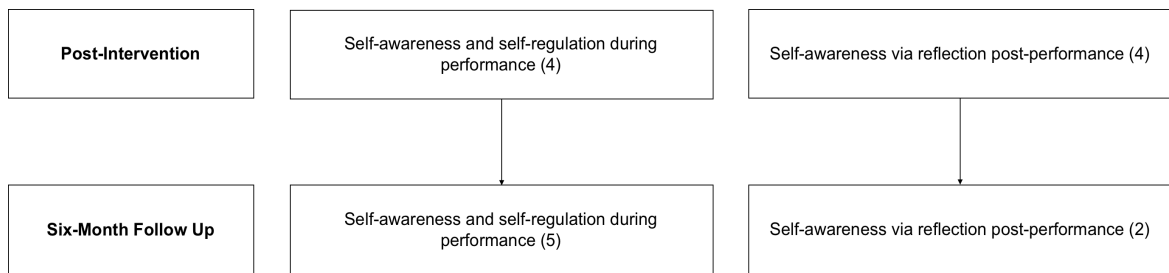 Post-Intervention
Self-awareness and self-regulation during
performance (4)
Self-awareness via reflection post-performance (4)
Six-Month Follow Up
Self-awareness and self-regulation during
performance (5)
Self-awareness via reflection post-performance (2)